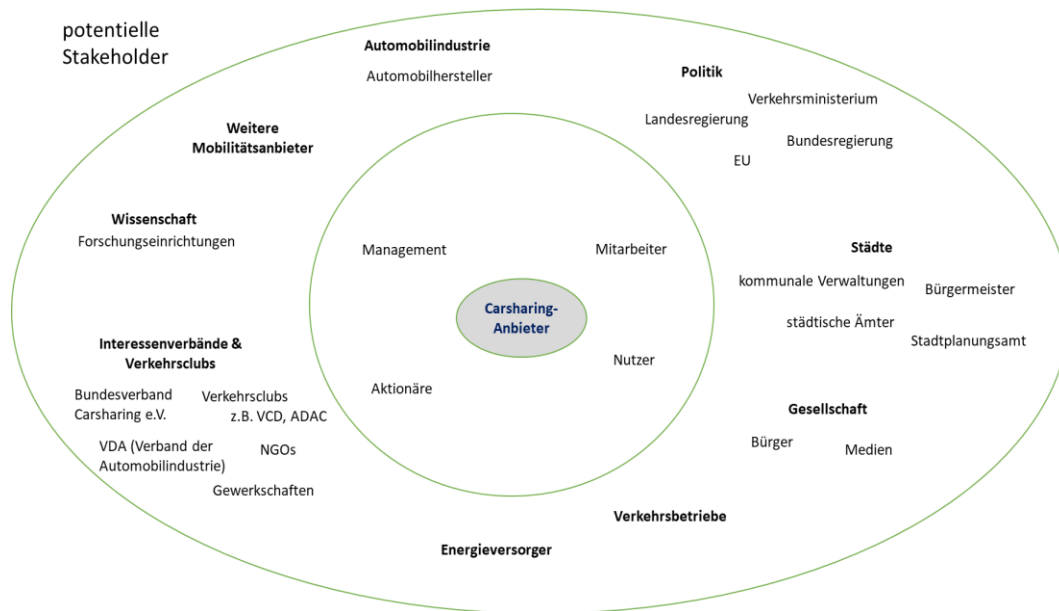 potentielle
Stakeholder
Automobilindustrie
Automobilhersteller
Politik
Verkehrsministerium
Landesregierung
Bundesregierung
EU
Weitere
Mobilitätsanbieter
Wissenschaft
Forschungseinrichtungen
Management
Mitarbeiter
Carsharing-
Anbieter
Nutzer
Aktionäre
Städte
kommunale Verwaltungen
Bürgermeister
städtische Ämter
Stadtplanungsamt
Interessenverbände &
Verkehrsclubs
Bundesverband
Carsharing e.V.
Verkehrsclubs
z.B. VCD, ADAC
VDA (Verband der
Automobilindustrie)
NGOs
Gewerkschaften
Gesellschaft
Bürger
Medien
Verkehrsbetriebe
Energieversorger